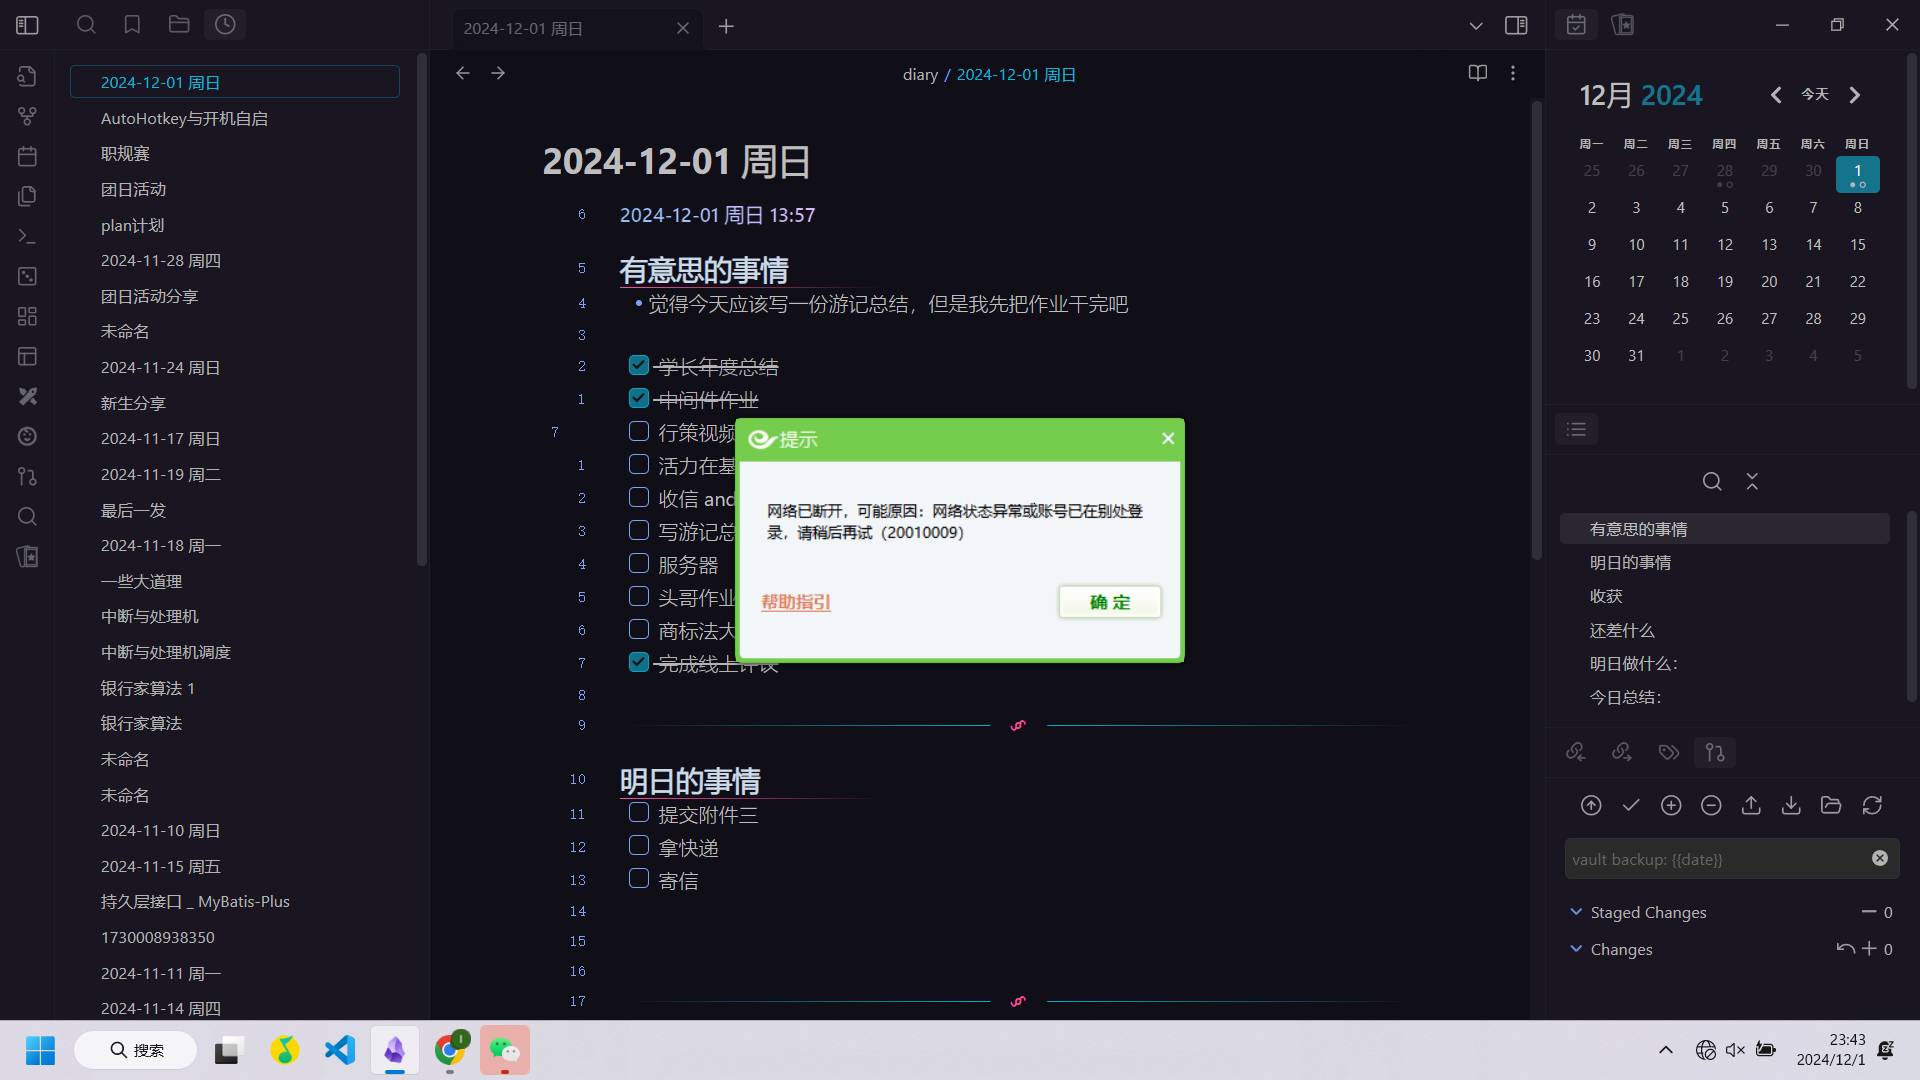 2024-12-01 周日
diary / 2024-12-01 周日
2024-12-01 周日
AutoHotkey与开机自启
职规赛
团日活动
plan计划
2024-11-28 周四
团日活动分享
未命名
2024-11-24 周日
新生分享
2024-11-17 周日
2024-11-19 周二
最后一发
2024-11-18 周一
一些大道理
中断与处理机
中断与处理机调度
银行家算法 1
银行家算法
未命名
未命名
2024-11-10 周日
2024-11-15 周五
持久层接口 _ MyBatis-Plus
1730008938350
2024-11-11 周一
2024-11-14 周四
2024-12-01 周日
6 2024-12-01 周日 13:57
5 有意思的事情
4 觉得今天应该写一份游记总结，但是我先把作业干完吧
3
2 学长年度总结
1 中间件作业
7 行策视频
1 活力在基
2 收信 and
3 写游记总
4 服务器
5 头哥作业
6 商标法大
7 完成线上评议
8
9
10 明日的事情
11 提交附件三
12 拿快递
13 寄信
14
15
16
17
提示
网络已断开，可能原因：网络状态异常或账号已在别处登
录，请稍后再试（20010009）
帮助指引
确 定
12月 2024
今天
周一 周二 周三 周四 周五 周六 周日
25 26 27 28 29 30 1
2 3 4 5 6 7 8
9 10 11 12 13 14 15
16 17 18 19 20 21 22
23 24 25 26 27 28 29
30 31 1 2 3 4 5
有意思的事情
明日的事情
收获
还差什么
明日做什么：
今日总结：
vault backup: {{date}}
Staged Changes 0
Changes 0
搜索
23:43
2024/12/1